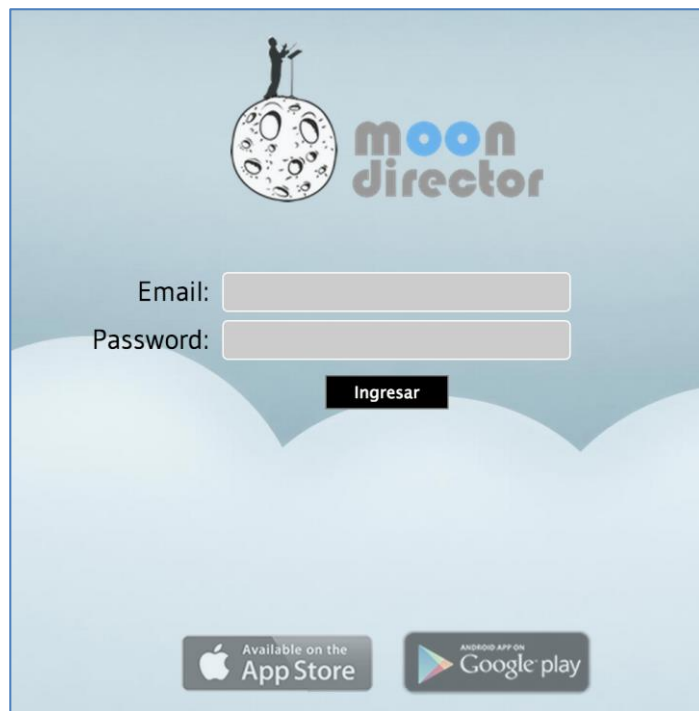 moon
director
Email:
Password:
Ingresar
Available on the
App Store
ANDROID APP ON
Google play